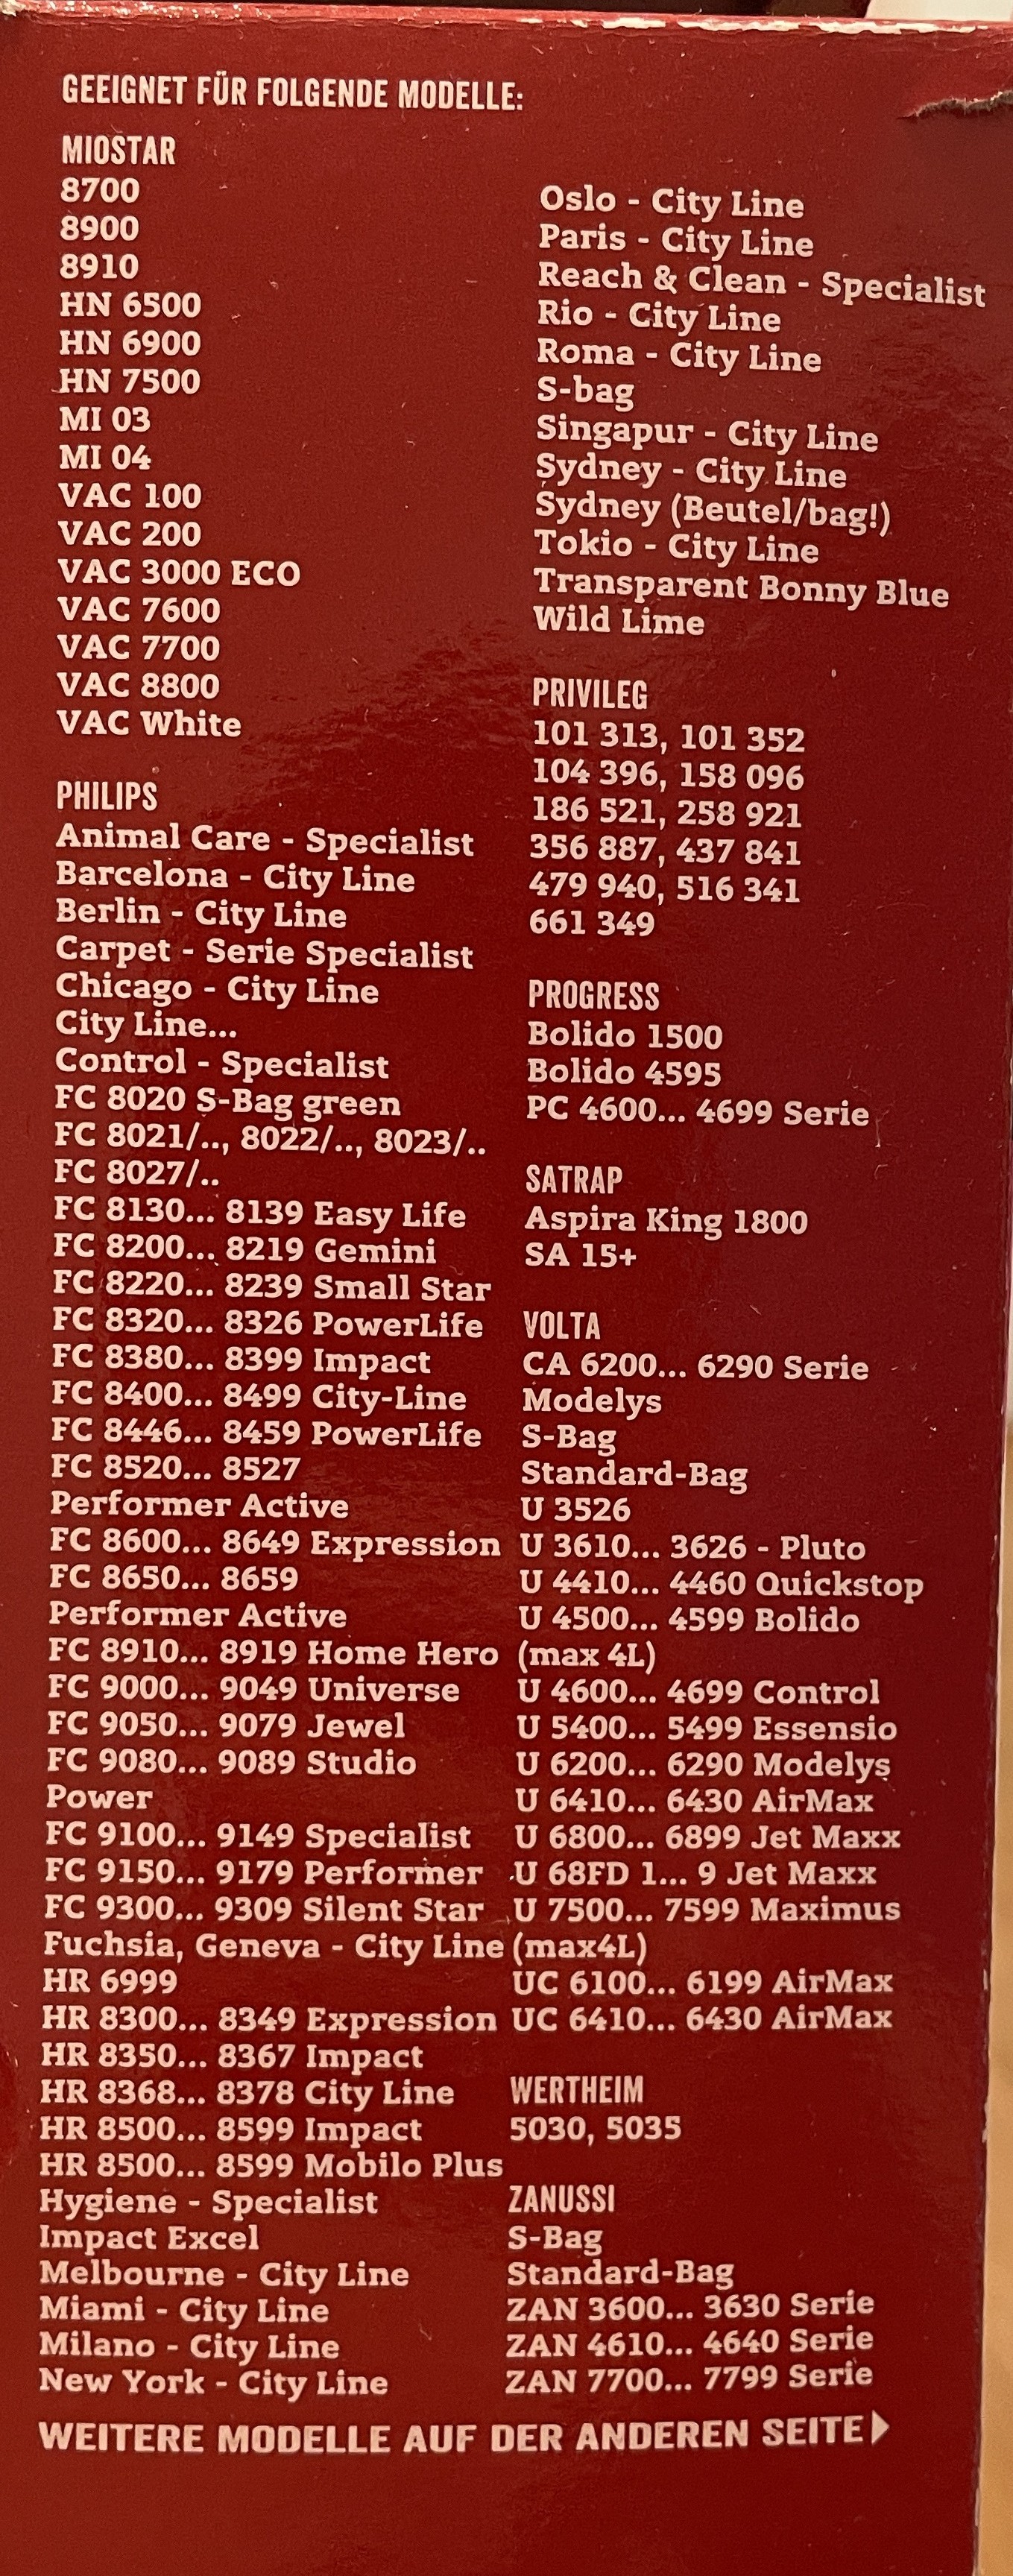 GEEIGNET FÜR FOLGENDE MODELLE:
MIOSTAR
8700
8900
8910
HN 6500
HN 6900
HN 7500
MI 03
MI 04
VAC 100
VAC 200
VAC 3000 ECO
VAC 7600
VAC 7700
VAC 8800
VAC White
PHILIPS
Animal Care - Specialist
Barcelona - City Line
Berlin - City Line
Carpet - Serie Specialist
Chicago - City Line
City Line...
Control - Specialist
FC 8020 S-Bag green
FC 8021/.., 8022/.., 8023/..
FC 8027/..
FC 8130... 8139 Easy Life
FC 8200... 8219 Gemini
FC 8220... 8239 Small Star
FC 8320... 8326 PowerLife
FC 8380... 8399 Impact
FC 8400... 8499 City-Line
FC 8446... 8459 PowerLife
FC 8520... 8527
Performer Active
FC 8600... 8649 Expression
FC 8650... 8659
Performer Active
FC 8910... 8919 Home Hero
FC 9000... 9049 Universe
FC 9050... 9079 Jewel
FC 9080... 9089 Studio
Power
FC 9100... 9149 Specialist
FC 9150... 9179 Performer
FC 9300... 9309 Silent Star
Fuchsia, Geneva - City Line
HR 6999
HR 8300... 8349 Expression
HR 8350... 8367 Impact
HR 8368... 8378 City Line
HR 8500... 8599 Impact
HR 8500... 8599 Mobilo Plus
Hygiene - Specialist
Impact Excel
Melbourne - City Line
Miami - City Line
Milano - City Line
New York - City Line
Oslo - City Line
Paris - City Line
Reach & Clean - Specialist
Rio - City Line
Roma - City Line
S-bag
Singapur - City Line
Sydney - City Line
Sydney (Beutel/bag!)
Tokio - City Line
Transparent Bonny Blue
Wild Lime
PRIVILEG
101 313, 101 352
104 396, 158 096
186 521, 258 921
356 887, 437 841
479 940, 516 341
661 349
PROGRESS
Bolido 1500
Bolido 4595
PC 4600... 4699 Serie
SATRAP
Aspira King 1800
SA 15+
VOLTA
CA 6200... 6290 Serie
Modelys
S-Bag
Standard-Bag
U 3526
U 3610... 3626 - Pluto
U 4410... 4460 Quickstop
U 4500... 4599 Bolido
(max 4L)
U 4600... 4699 Control
U 5400... 5499 Essensio
U 6200... 6290 Modelys
U 6410... 6430 AirMax
U 6800... 6899 Jet Maxx
U 68FD 1... 9 Jet Maxx
U 7500... 7599 Maximus
(max4L)
UC 6100... 6199 AirMax
UC 6410... 6430 AirMax
WERTHEIM
5030, 5035
ZANUSSI
S-Bag
Standard-Bag
ZAN 3600... 3630 Serie
ZAN 4610... 4640 Serie
ZAN 7700... 7799 Serie
WEITERE MODELLE AUF DER ANDEREN SEITE